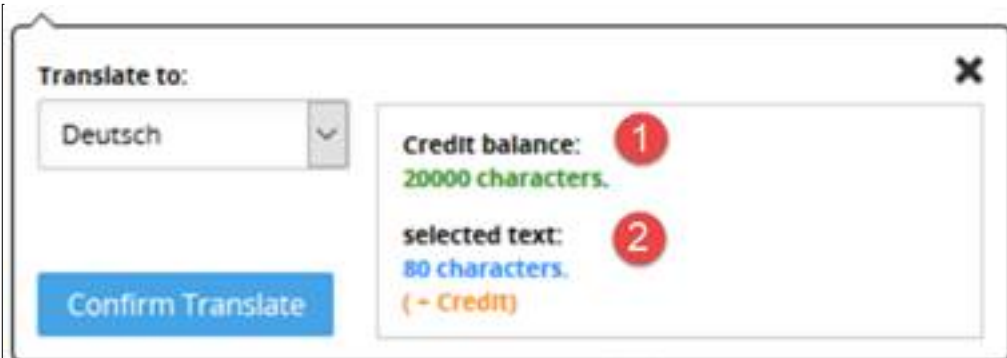 Translate to:
Deutsch
Credit balance: 1
20000 characters.
selected text: 2
80 characters.
( - Credit)
Confirm Translate